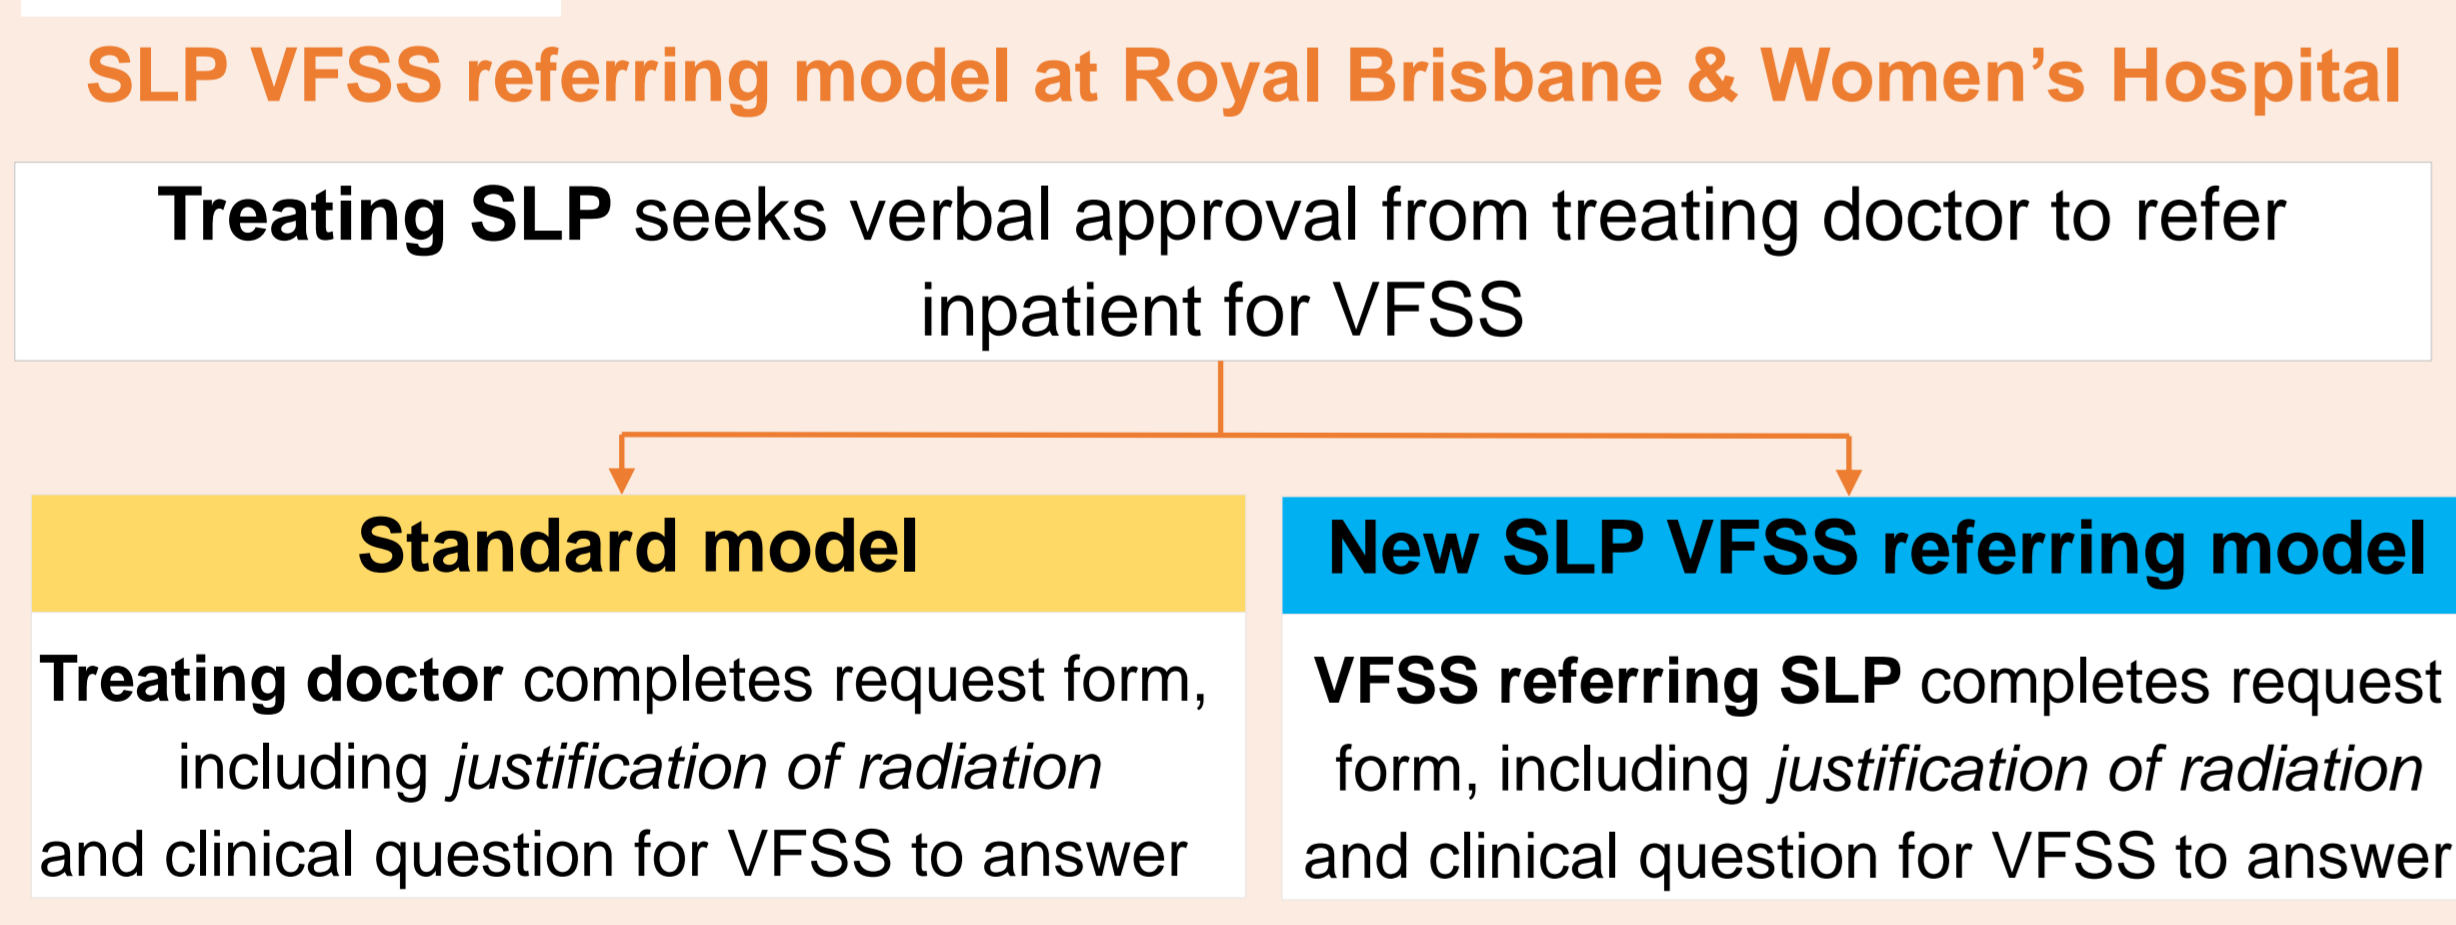 SLP VFSS referring model at Royal Brisbane & Women’s Hospital
Treating SLP seeks verbal approval from treating doctor to refer
inpatient for VFSS
Standard model
Treating doctor completes request form,
including justification of radiation
and clinical question for VFSS to answer
New SLP VFSS referring model
VFSS referring SLP completes request
form, including justification of radiation
and clinical question for VFSS to answer